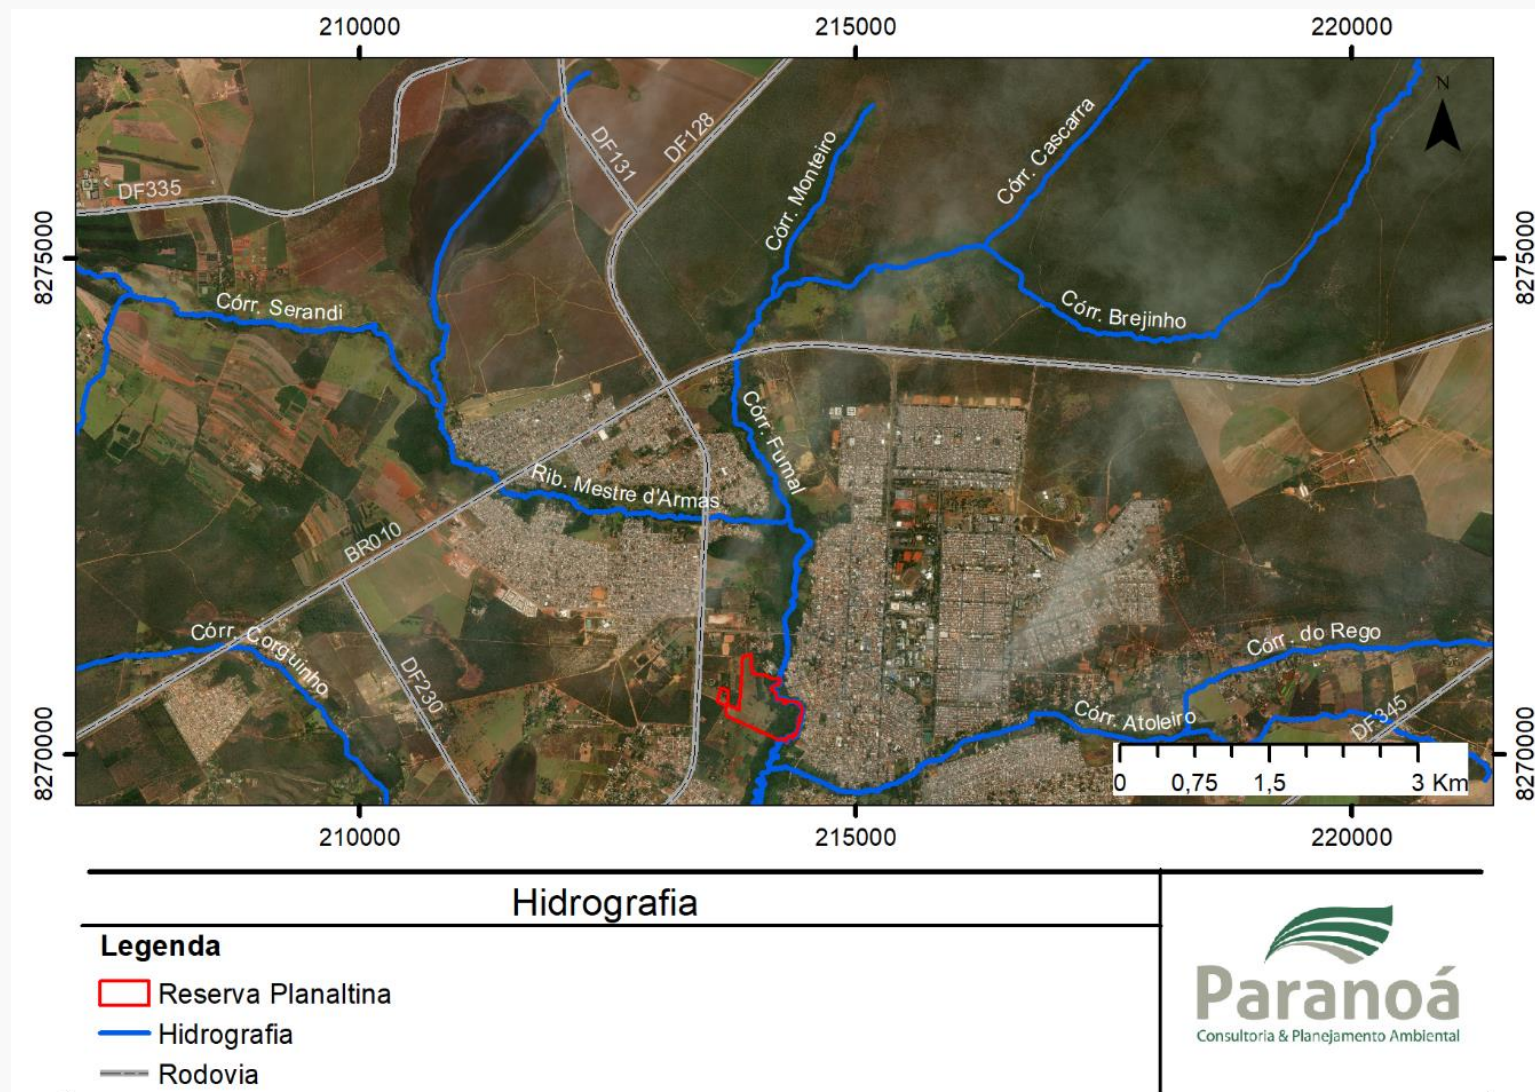 210000
215000
220000
N
DF335
DF131
DF128
Córr. Monteiro
Córr. Cascarra
8275000
8275000
Córr. Serandi
Córr. Brejinho
Córr. Fumal
Rib. Mestre d'Armas
BR010
Córr. Corguinho
DF230
Córr. do Rego
Córr. Atoleiro
DF345
8270000
8270000
0 0,75 1,5 3 Km
210000
215000
220000
Hidrografia
Legenda
Reserva Planaltina
Hidrografia
Rodovia
Paranoá
Consultoria & Planejamento Ambiental